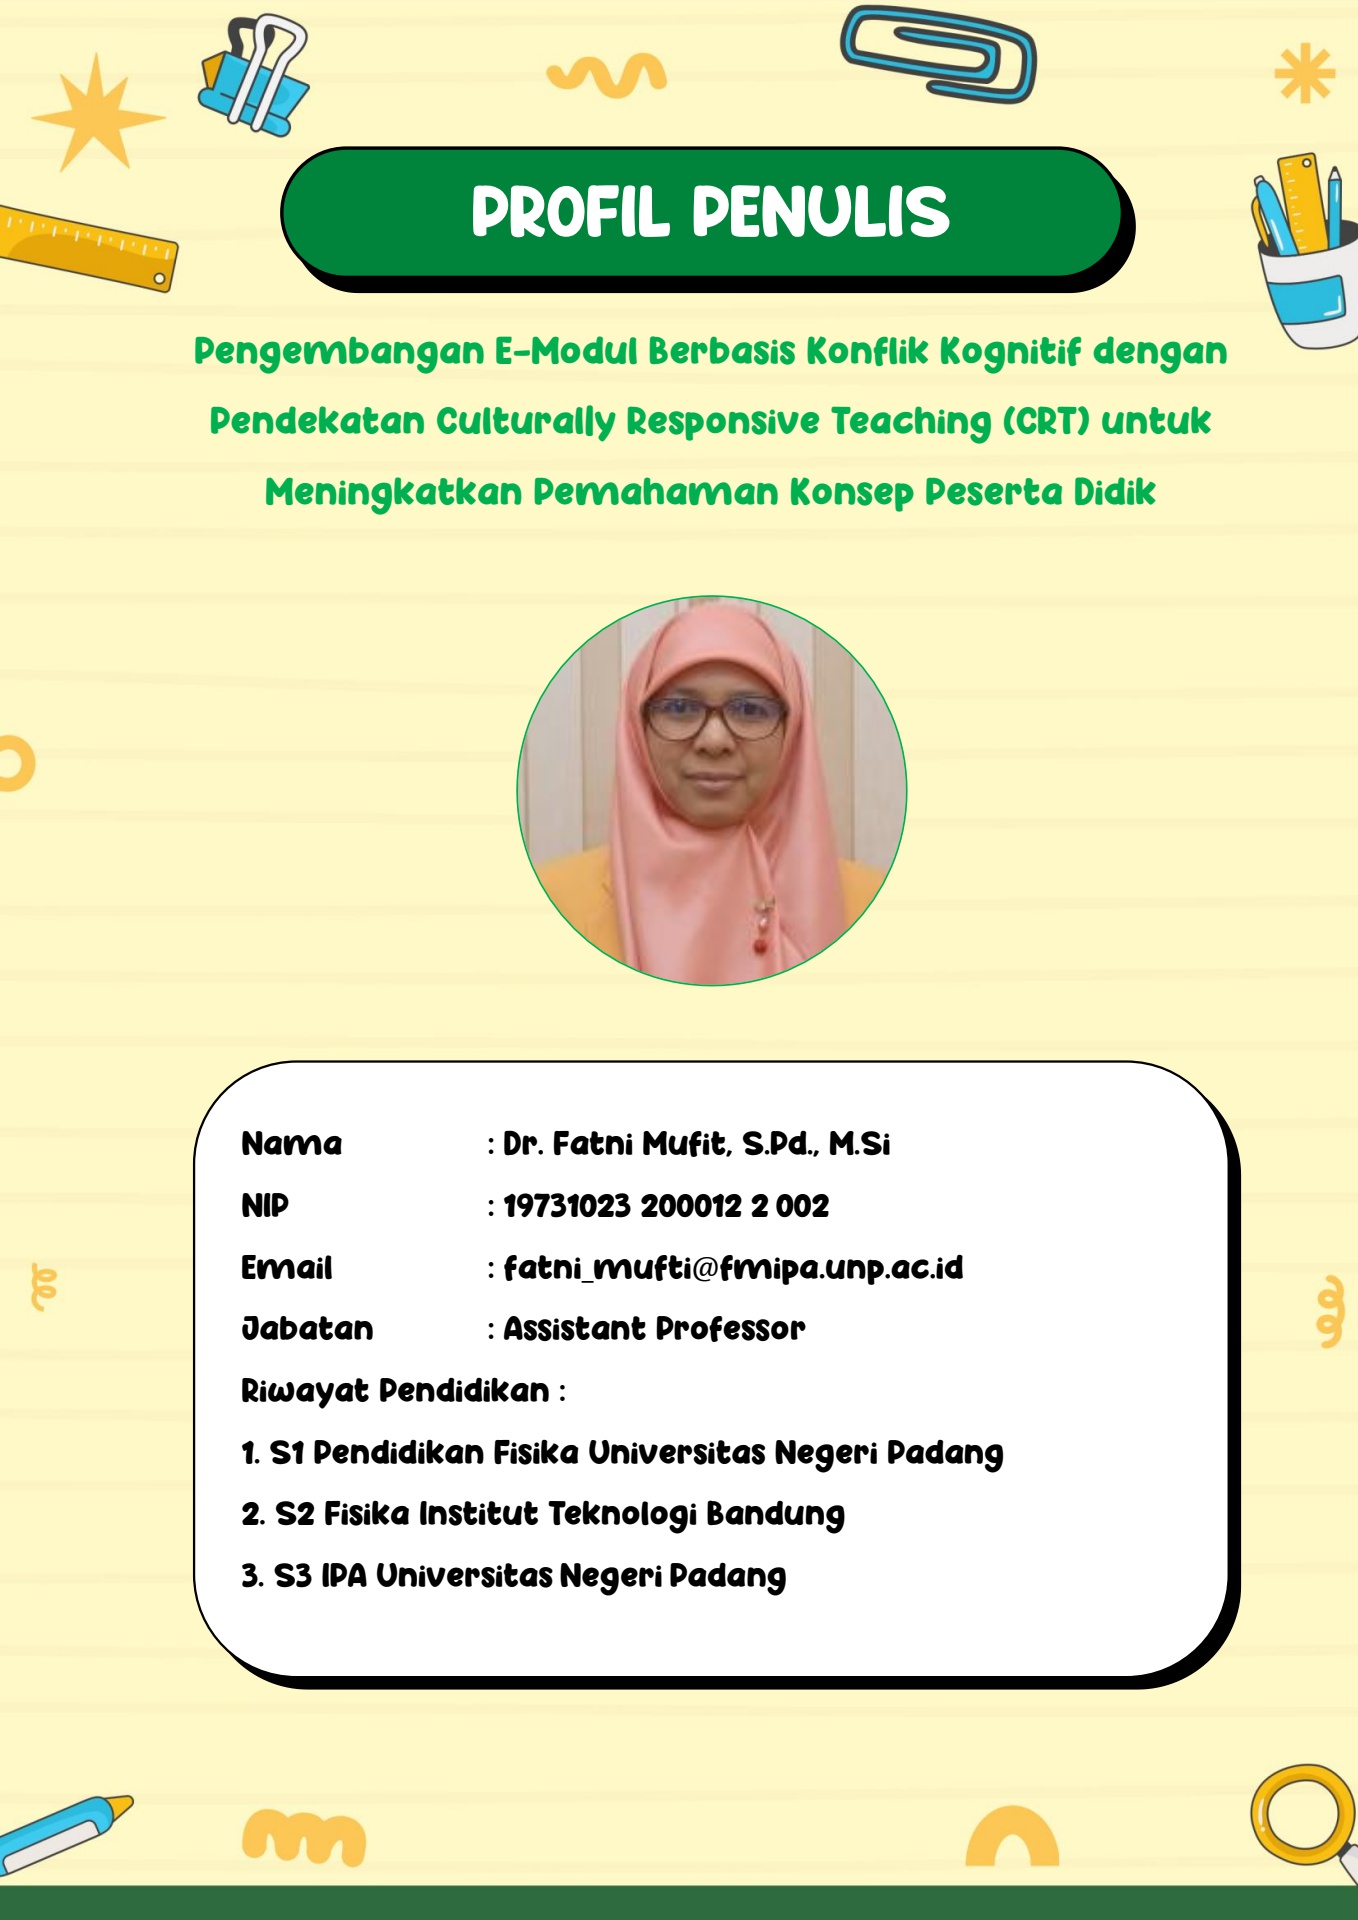 PROFIL PENULIS
Pengembangan E-Modul Berbasis Konflik Kognitif dengan
Pendekatan Culturally Responsive Teaching (CRT) untuk
Meningkatkan Pemahaman Konsep Peserta Didik
Nama : Dr. Fatni Mufit, S.Pd., M.Si
NIP : 19731023 200012 2 002
Email : fatni_mufti@fmipa.unp.ac.id
Jabatan : Assistant Professor
Riwayat Pendidikan :
1. S1 Pendidikan Fisika Universitas Negeri Padang
2. S2 Fisika Institut Teknologi Bandung
3. S3 IPA Universitas Negeri Padang